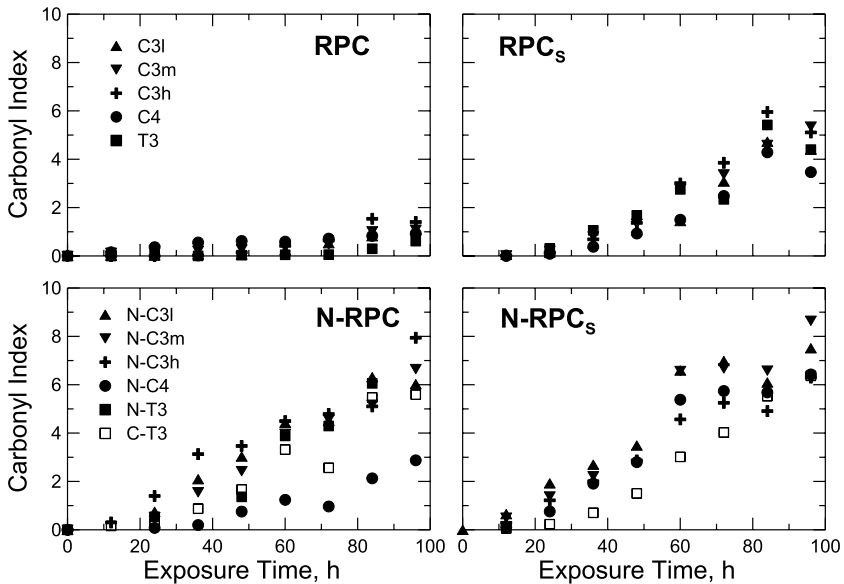 10
8
6
4
2
0
Carbonyl Index
RPC
C3l
C3m
C3h
C4
T3
RPCS
10
8
6
4
2
0
Carbonyl Index
N-RPC
N-C3l
N-C3m
N-C3h
N-C4
N-T3
C-T3
0 20 40 60 80 100
Exposure Time, h
N-RPCS
0 20 40 60 80 100
Exposure Time, h